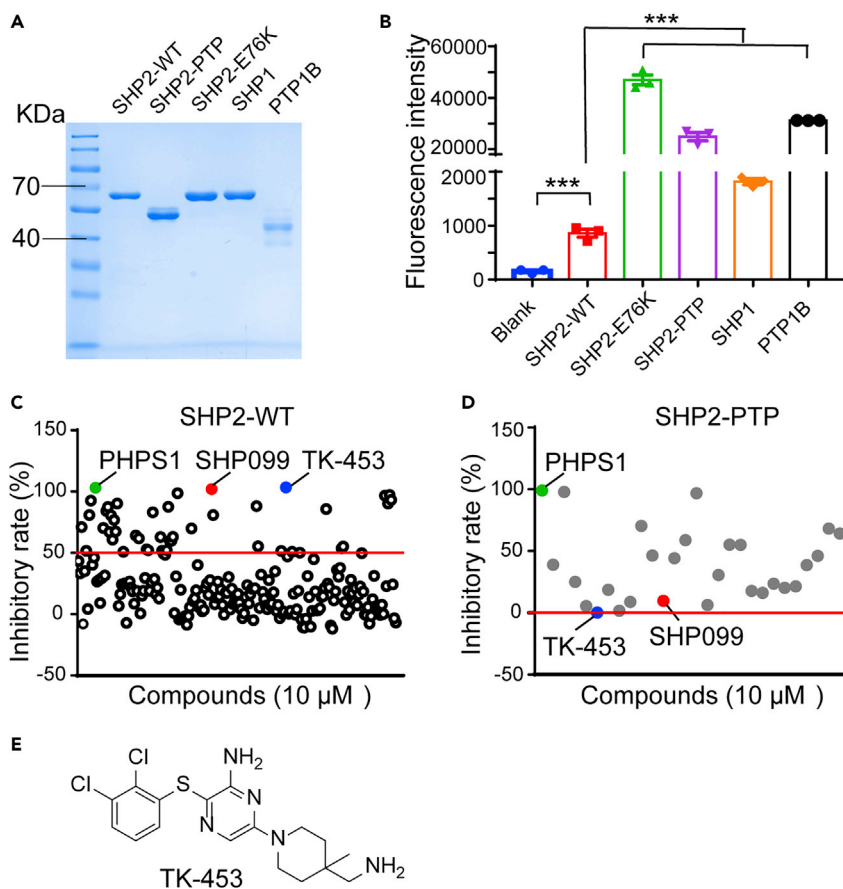 A
SHP2-WT
SHP2-PTP
SHP2-E76K
SHP1
PTP1B
KDa
70
40
B
***
***
Fluorescence intensity
60000
40000
20000
2000
1000
0
Blank
SHP2-WT
SHP2-E76K
SHP2-PTP
SHP1
PTP1B
C
SHP2-WT
Inhibitory rate (%)
150
100
50
0
-50
PHPS1
SHP099
TK-453
Compounds (10 μM )
D
SHP2-PTP
Inhibitory rate (%)
150
100
50
0
-50
PHPS1
TK-453
SHP099
Compounds (10 μM )
E
Cl
Cl
S
NH2
N
N
N
NH2
TK-453